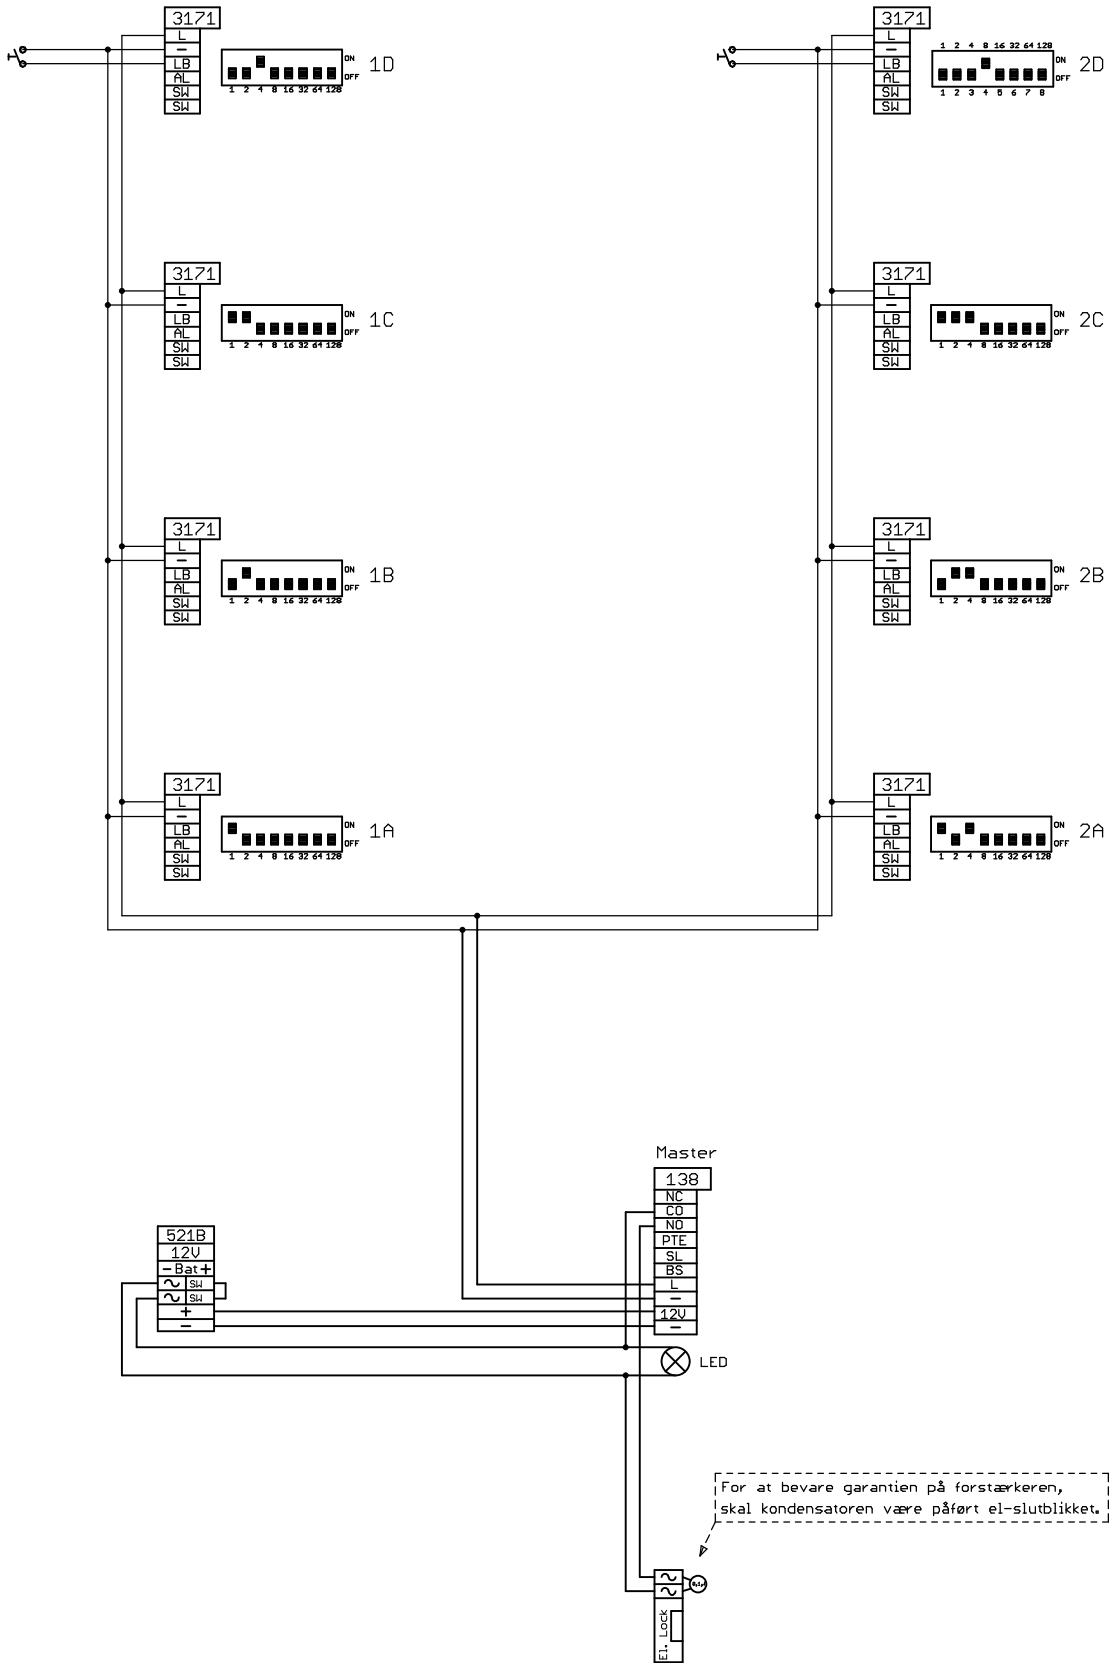 3171
L
-
LB
AL
SW
SW
ON
OFF
1 2 4 8 16 32 64 128
1D
3171
L
-
LB
AL
SW
SW
1 2 4 8 16 32 64 128
ON
OFF
1 2 3 4 5 6 7 8
2D
3171
L
-
LB
AL
SW
SW
ON
OFF
1 2 4 8 16 32 64 128
1C
3171
L
-
LB
AL
SW
SW
ON
OFF
1 2 4 8 16 32 64 128
2C
3171
L
-
LB
AL
SW
SW
ON
OFF
1 2 4 8 16 32 64 128
1B
3171
L
-
LB
AL
SW
SW
ON
OFF
1 2 4 8 16 32 64 128
2B
3171
L
-
LB
AL
SW
SW
ON
OFF
1 2 4 8 16 32 64 128
1A
3171
L
-
LB
AL
SW
SW
ON
OFF
1 2 4 8 16 32 64 128
2A
Master
138
NC
CO
NO
PTE
SL
BS
L
-
12V
-
521B
12V
-Bat+
~ SW
~ SW
+
-
LED
For at bevare garantien på forstærkeren,
skal kondensatoren være påført el-slutblikket.
~
~
El. Lock